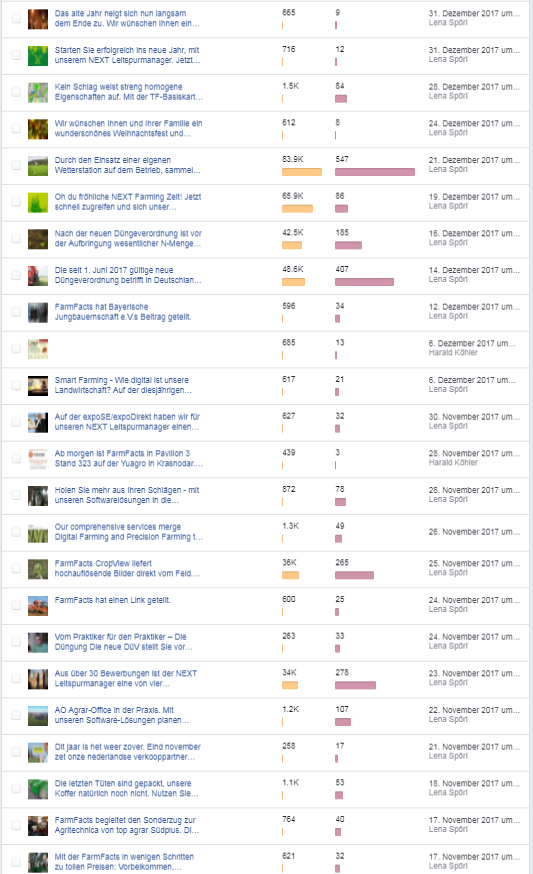 Das alte Jahr neigt sich nun langsam 665 9 31. Dezember 2017 um...
dem Ende zu. Wir wünschen Ihnen ein... Lena Spörl
Starten Sie erfolgreich ins neue Jahr, mit 716 12 31. Dezember 2017 um...
unserem NEXT Leitspurmanager. Jetzt... Lena Spörl
Kein Schlag weist streng homogene 1.5K 84 28. Dezember 2017 um...
Eigenschaften auf. Mit der TF-Basiskart... Lena Spörl
Wir wünschen Ihnen und Ihrer Familie ein 612 8 24. Dezember 2017 um...
wunderschönes Weihnachtsfest und... Lena Spörl
Durch den Einsatz einer eigenen 83.9K 547 21. Dezember 2017 um...
Wetterstation auf dem Betrieb, sammel... Lena Spörl
Oh du fröhliche NEXT Farming Zeit! Jetzt 65.9K 86 19. Dezember 2017 um...
schnell zugreifen und sich unser... Lena Spörl
Nach der neuen Düngeverordnung ist vor 42.5K 185 16. Dezember 2017 um...
der Aufbringung wesentlicher N-Menge... Lena Spörl
Die seit 1. Juni 2017 gültige neue 48.6K 407 14. Dezember 2017 um...
Düngeverordnung betrifft in Deutschlan... Lena Spörl
FarmFacts hat Bayerische 596 34 12. Dezember 2017 um...
Jungbauernschaft e.V.s Beitrag geteilt. Lena Spörl
685 13 6. Dezember 2017 um...
Harald Köhler
Smart Farming - Wie digital ist unsere 617 21 6. Dezember 2017 um...
Landwirtschaft? Auf der diesjährigen... Lena Spörl
Auf der expoSE/expoDirekt haben wir für 627 32 30. November 2017 um...
unseren NEXT Leitspurmanager einen... Lena Spörl
Ab morgen ist FarmFacts in Pavilion 3 439 3 28. November 2017 um...
Stand 323 auf der Yuagro in Krasnodar.... Harald Köhler
Holen Sie mehr aus Ihren Schlägen - mit 872 78 28. November 2017 um...
unseren Softwarelösungen in die... Lena Spörl
Our comprehensive services merge 1.3K 49 26. November 2017 um...
Digital Farming and Precision Farming t...
FarmFacts CropView liefert 36K 265 25. November 2017 um...
hochauflösende Bilder direkt vom Feld.... Lena Spörl
FarmFacts hat einen Link geteilt. 600 25 24. November 2017 um...
Lena Spörl
Vom Praktiker für den Praktiker – Die 263 33 24. November 2017 um...
Düngung Die neue DüV stellt Sie vor... Lena Spörl
Aus über 30 Bewerbungen ist der NEXT 34K 278 23. November 2017 um...
Leitspurmanager eine von vier... Lena Spörl
AO Agrar-Office in der Praxis. Mit 1.2K 107 22. November 2017 um...
unseren Software-Lösungen planen... Lena Spörl
Dit jaar is het weer zover. Eind november 258 17 21. November 2017 um...
zet onze nederlandse verkooppartner... Lena Spörl
Die letzten Tüten sind gepackt, unsere 1.1K 53 18. November 2017 um...
Koffer natürlich noch nicht. Nutzen Sie... Lena Spörl
FarmFacts begleitet den Sonderzug zur 764 40 17. November 2017 um...
Agritechnica von top agrar Südplus. Di... Lena Spörl
Mit der FarmFacts in wenigen Schritten 621 32 17. November 2017 um...
zu tollen Preisen: Vorbeikommen,... Lena Spörl